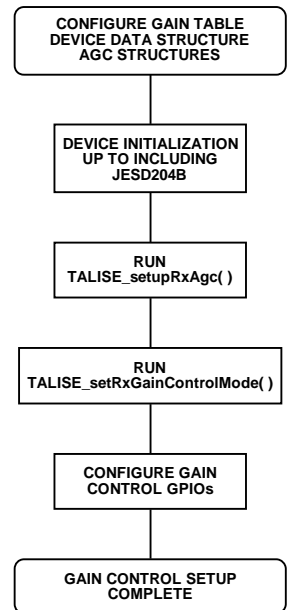 CONFIGURE GAIN TABLE
DEVICE DATA STRUCTURE
AGC STRUCTURES
DEVICE INITIALIZATION
UP TO INCLUDING
JESD204B
RUN
TALISE_setupRxAgc( )
RUN
TALISE_setRxGainControlMode( )
CONFIGURE GAIN
CONTROL GPIOs
GAIN CONTROL SETUP
COMPLETE